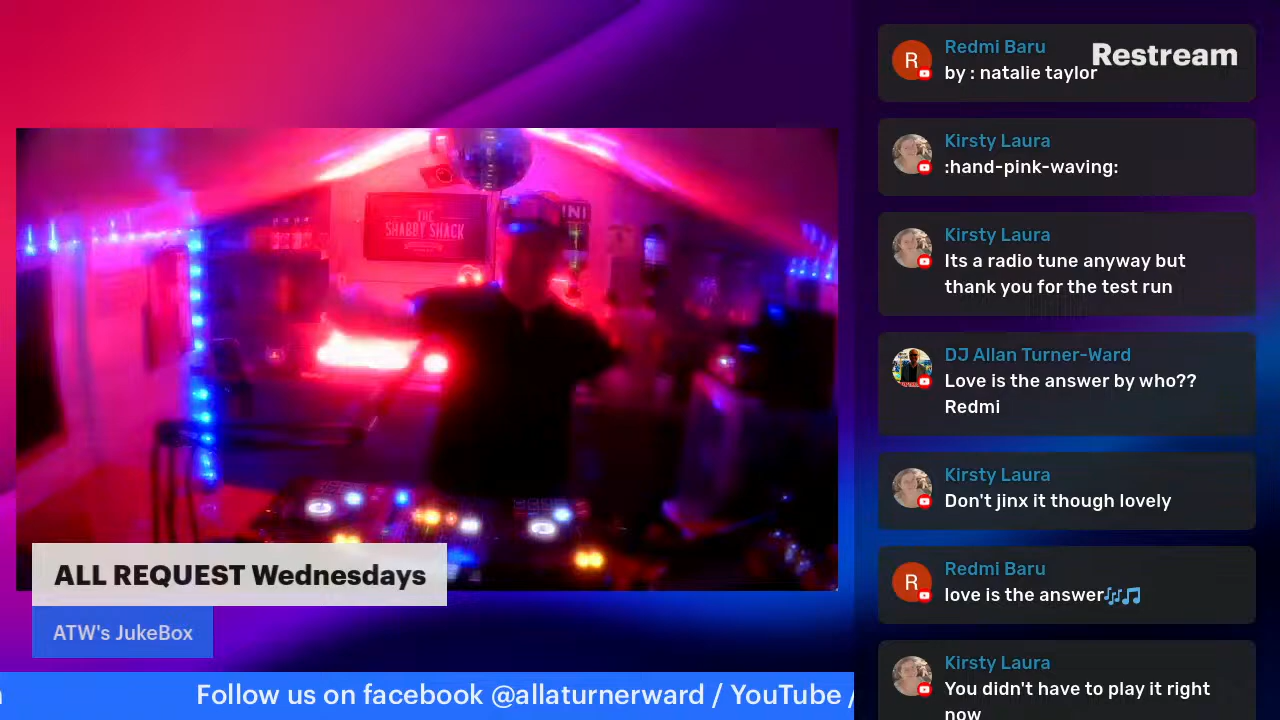 THE
SHABBY SHACK
INI
ALL REQUEST Wednesdays
ATW's JukeBox
Follow us on facebook @allaturnerward / YouTube /
Restream
Redmi Baru
by : natalie taylor
Kirsty Laura
:hand-pink-waving:
Kirsty Laura
Its a radio tune anyway but
thank you for the test run
DJ Allan Turner-Ward
Love is the answer by who??
Redmi
Kirsty Laura
Don't jinx it though lovely
R
Redmi Baru
love is the answer🎶🎵
Kirsty Laura
You didn't have to play it right
now